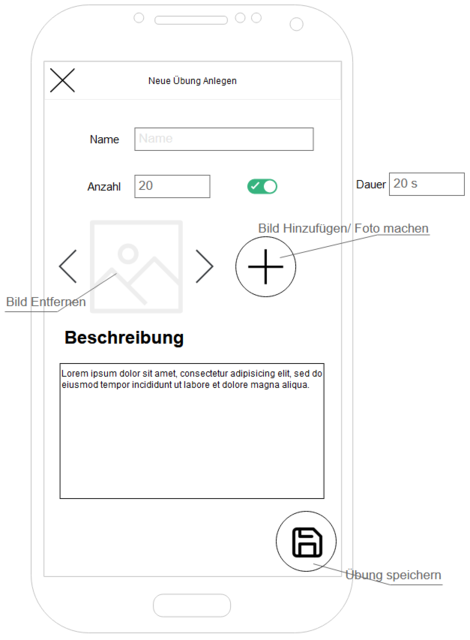 Neue Übung Anlegen
Name Name
Anzahl 20
Dauer 20 s
Bild Hinzufügen/ Foto machen
Bild Entfernen
Beschreibung
Lorem ipsum dolor sit amet, consectetur adipisicing elit, sed do
eiusmod tempor incididunt ut labore et dolore magna aliqua.
Übung speichern